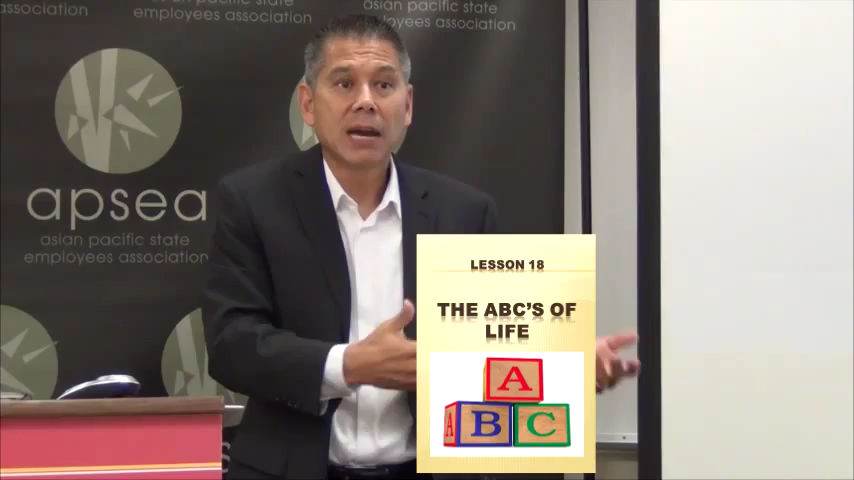 asian pacific state
employees association
asian pacific state
employees association
apsea
asian pacific state
employees association
LESSON 18
THE ABC'S OF
LIFE
A
A B C